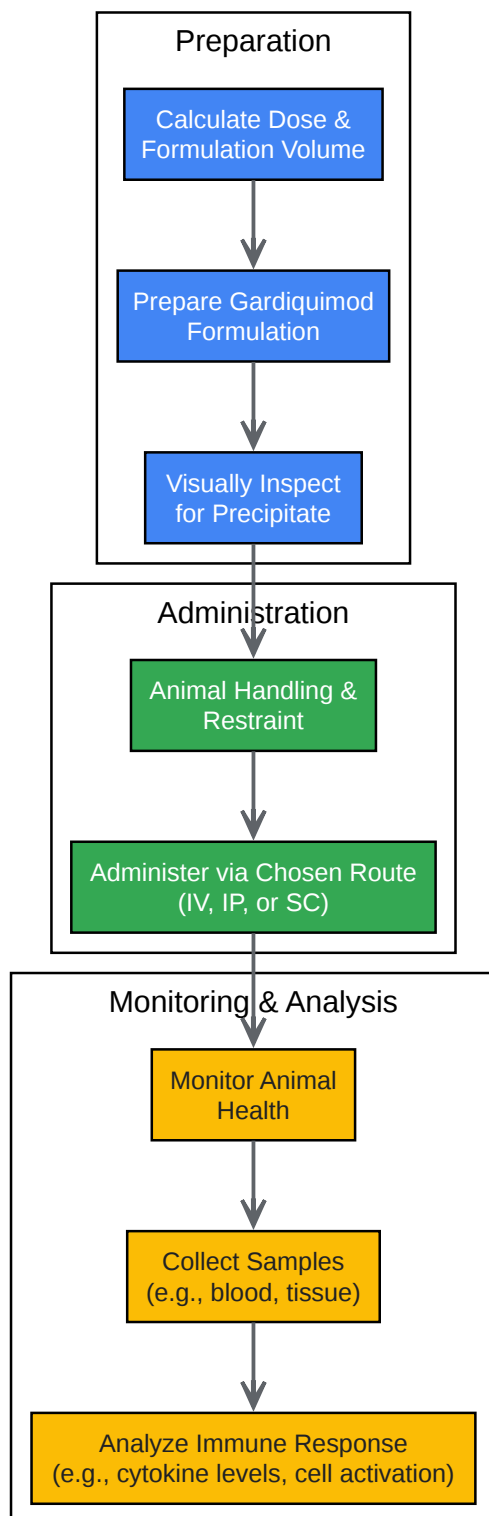 Preparation
Calculate Dose &
Formulation Volume
Prepare Gardiquimod
Formulation
Visually Inspect
for Precipitate
Administration
Animal Handling &
Restraint
Administer via Chosen Route
(IV, IP, or SC)
Monitoring & Analysis
Monitor Animal
Health
Collect Samples
(e.g., blood, tissue)
Analyze Immune Response
(e.g., cytokine levels, cell activation)